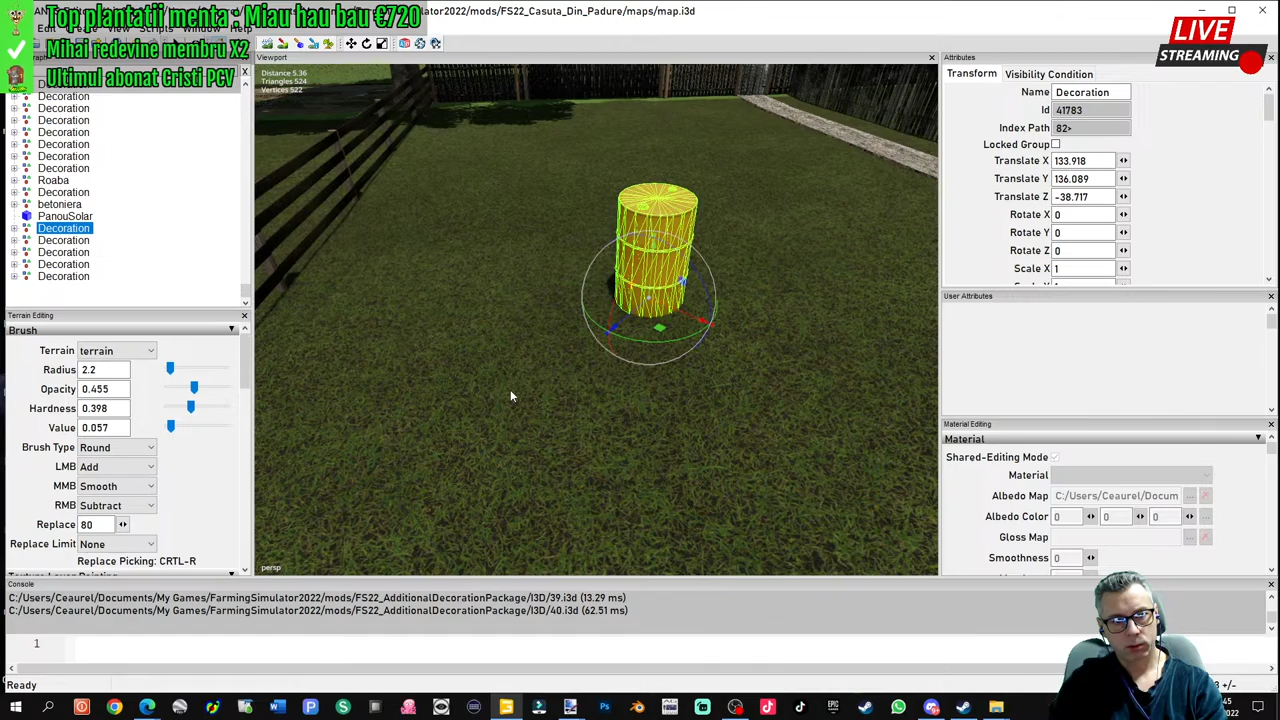 Top plantatii menta : Miau hau bau €720
atorator2022/mods/FS22_Casuta_Din_Padure/maps/map.i3d
Mihai redevine membru X2
Ultimul abonat Cristi PCV
LIVE
STREAMING
Viewport
Distance 5.36
Triangles 524
Vertices 522
persp
Decoration
Decoration
Decoration
Decoration
Decoration
Decoration
Decoration
Roaba
Decoration
betoniera
PanouSolar
Decoration
Decoration
Decoration
Decoration
Decoration
Terrain Editing
Brush
Terrain terrain
Radius 2.2
Opacity 0.455
Hardness 0.398
Value 0.057
Brush Type Round
LMB Add
MMB Smooth
RMB Subtract
Replace 80
Replace Limit None
Replace Picking: CRTL-R
Attributes
Transform Visibility Condition
Name Decoration
Id 41783
Index Path 82>
Locked Group
Translate X 133.918
Translate Y 136.089
Translate Z -38.717
Rotate X 0
Rotate Y 0
Rotate Z 0
Scale X 1
User Attributes
Material Editing
Material
Shared-Editing Mode
Material
Albedo Map C:/Users/Ceaurel/Docum ...
Albedo Color 0 0 0 ...
Gloss Map ...
Smoothness 0
Console
C:/Users/Ceaurel/Documents/My Games/FarmingSimulator2022/mods/FS22_AdditionalDecorationPackage/I3D/39.i3d (13.29 ms)
C:/Users/Ceaurel/Documents/My Games/FarmingSimulator2022/mods/FS22_AdditionalDecorationPackage/I3D/40.i3d (62.51 ms)
1
Ready